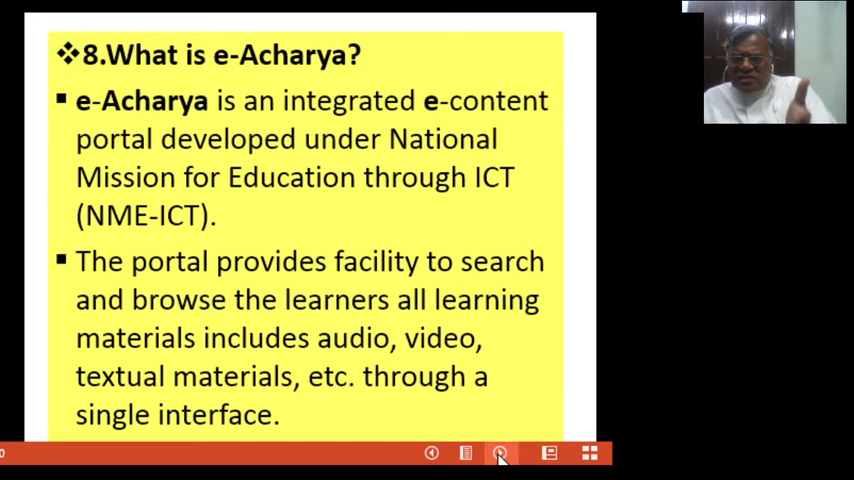 ❖8.What is e-Acharya?
▪ e-Acharya is an integrated e-content
portal developed under National
Mission for Education through ICT
(NME-ICT).
▪ The portal provides facility to search
and browse the learners all learning
materials includes audio, video,
textual materials, etc. through a
single interface.
0